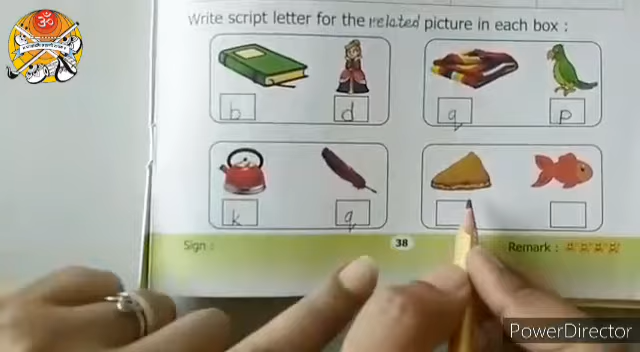 Write script letter for the related picture in each box :
b d q p
k q
Sign :
38
Remark :
PowerDirector